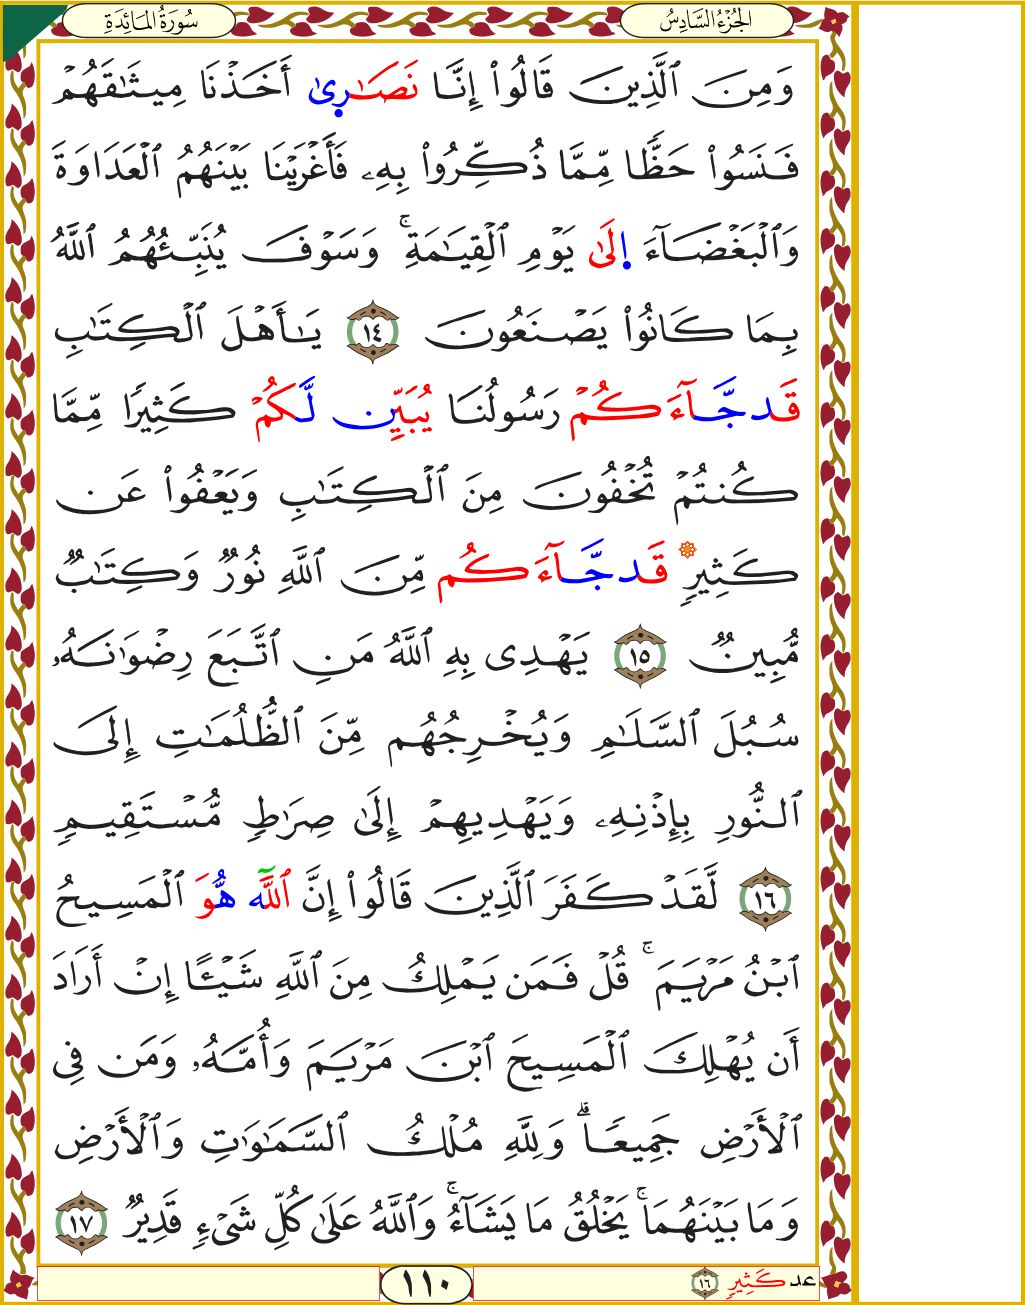 سُورَةُ المَائِدَةِ
الجُزْءُ السَّادِسُ
وَمِنَ ٱلَّذِينَ قَالُوٓاْ إِنَّا نَصَـٰرِىٰ أَخَذْنَا مِيثَـٰقَهُمْ
فَنَسُواْ حَظًّا مِّمَّا ذُكِّرُواْ بِهِۦ فَأَغْرَيْنَا بَيْنَهُمُ ٱلْعَدَاوَةَ
وَٱلْبَغْضَآءَ اِلَىٰ يَوْمِ ٱلْقِيَـٰمَةِ ۚ وَسَوْفَ يُنَبِّئُهُمُ ٱللَّهُ
بِمَا كَانُواْ يَصْنَعُونَ ١٤ يَـٰٓأَهْلَ ٱلْكِتَـٰبِ
قَد جَّآءَكُمْ رَسُولُنَا يُبَيِّن لَّكُمْ كَثِيرًا مِّمَّا
كُنتُمْ تُخْفُونَ مِنَ ٱلْكِتَـٰبِ وَيَعْفُواْ عَن
كَثِيرٍ ۞ قَد جَّآءَكُم مِّنَ ٱللَّهِ نُورٌ وَكِتَـٰبٌ
مُّبِينٌ ١٥ يَهْدِى بِهِ ٱللَّهُ مَنِ ٱتَّبَعَ رِضْوَٰنَهُۥ
سُبُلَ ٱلسَّلَـٰمِ وَيُخْرِجُهُم مِّنَ ٱلظُّلُمَـٰتِ إِلَى
ٱلنُّورِ بِإِذْنِهِۦ وَيَهْدِيهِمْ إِلَىٰ صِرَٰطٍ مُّسْتَقِيمٍ
١٦ لَّقَدْ كَفَرَ ٱلَّذِينَ قَالُوٓاْ إِنَّ ٱللَّٓه هُّوَ ٱلْمَسِيحُ
ٱبْنُ مَرْيَمَ ۚ قُلْ فَمَن يَمْلِكُ مِنَ ٱللَّهِ شَيْـًٔا إِنْ أَرَادَ
أَن يُهْلِكَ ٱلْمَسِيحَ ٱبْنَ مَرْيَمَ وَأُمَّهُۥ وَمَن فِى
ٱلْأَرْضِ جَمِيعًا ۗ وَلِلَّهِ مُلْكُ ٱلسَّمَـٰوَٰتِ وَٱلْأَرْضِ
وَمَا بَيْنَهُمَا ۚ يَخْلُقُ مَا يَشَآءُ ۚ وَٱللَّهُ عَلَىٰ كُلِّ شَىْءٍ قَدِيرٌ ١٧
عد كَثِيرٍ ١٦
١١٠